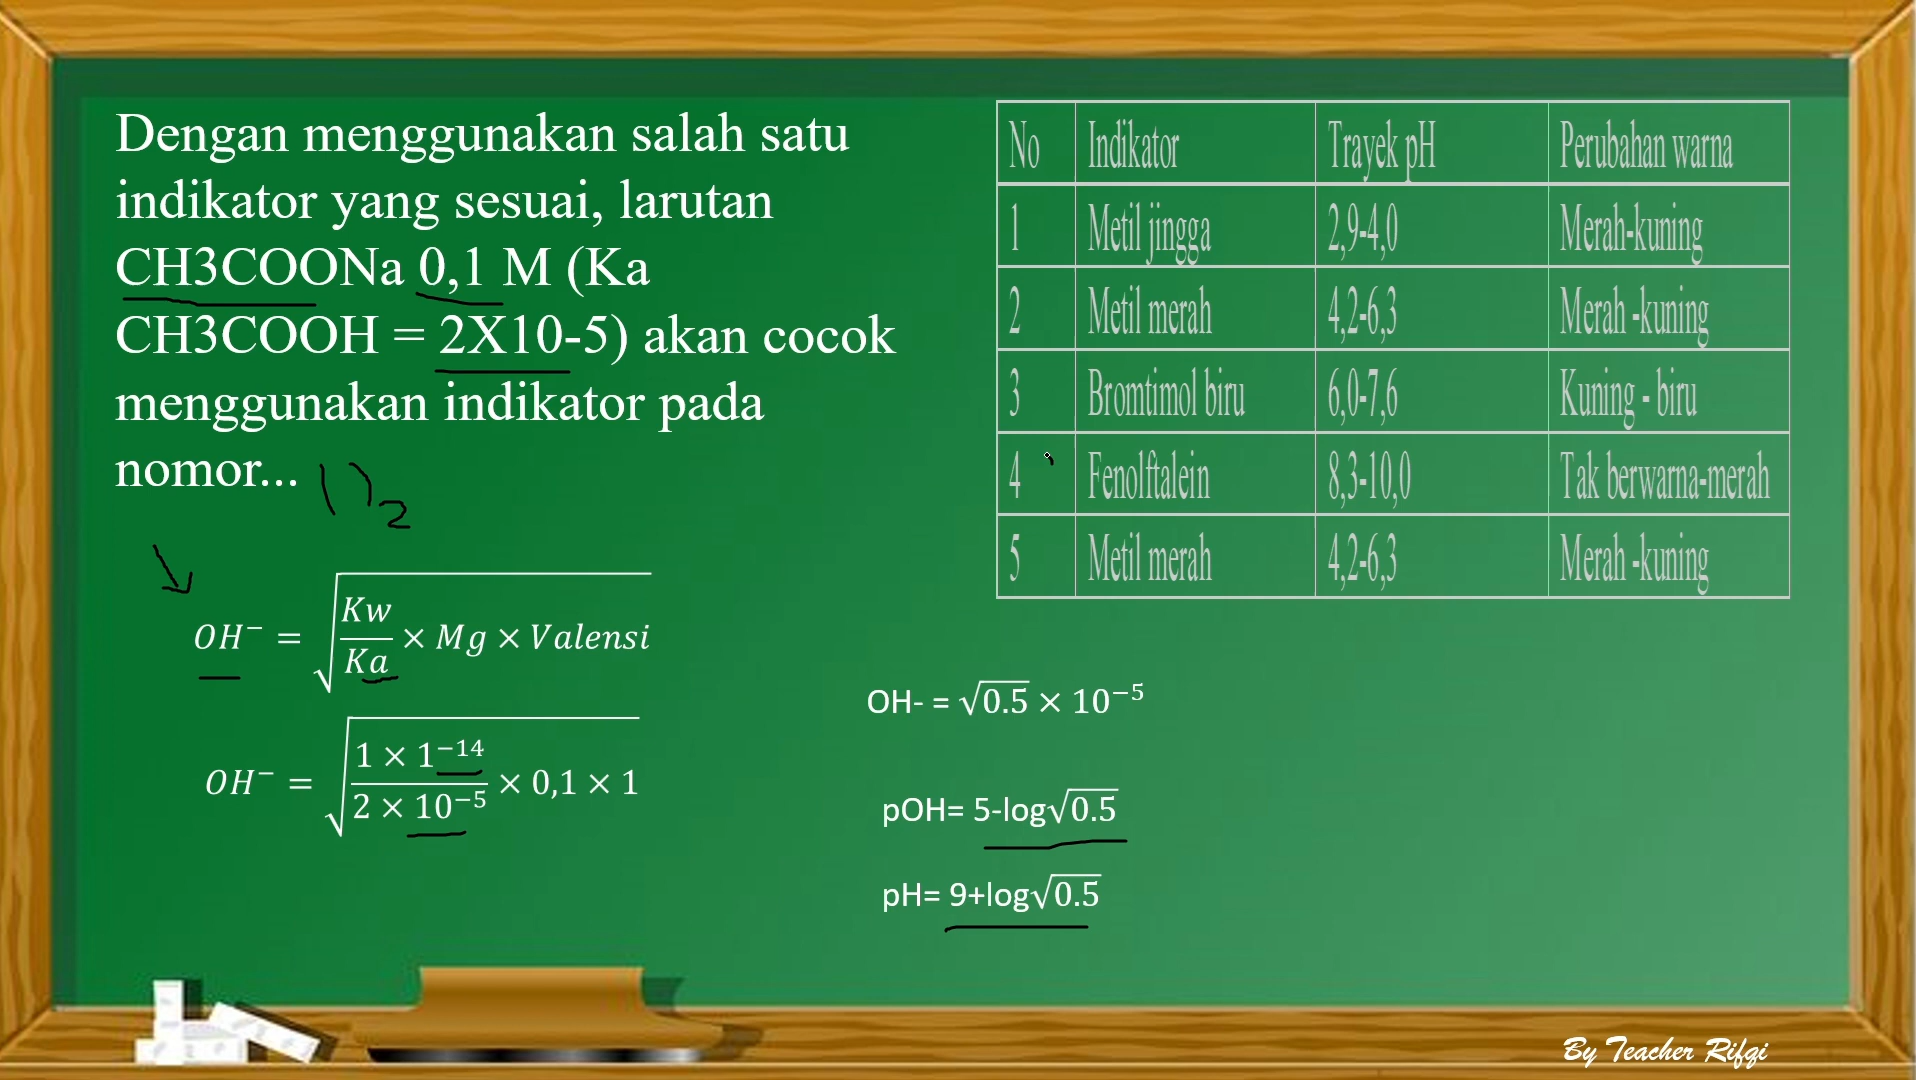 Dengan menggunakan salah satu
indikator yang sesuai, larutan
CH3COONa 0,1 M (Ka
CH3COOH = 2X10-5) akan cocok
menggunakan indikator pada
nomor...
( )2
OH⁻ = √(Kw/Ka × Mg × Valensi)
OH⁻ = √((1 × 1⁻¹⁴)/(2 × 10⁻⁵) × 0,1 × 1)
No Indikator Trayek pH Perubahan warna
1 Metil jingga 2,9-4,0 Merah-kuning
2 Metil merah 4,2-6,3 Merah -kuning
3 Bromtimol biru 6,0-7,6 Kuning - biru
4 Fenolftalein 8,3-10,0 Tak berwarna-merah
5 Metil merah 4,2-6,3 Merah -kuning
OH- = √0.5 × 10⁻⁵
pOH= 5-log√0.5
pH= 9+log√0.5
By Teacher Rifqi